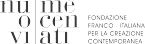 nu | me
cen
vi | ati
FONDAZIONE
FRANCO - ITALIANA
PER LA CREAZIONE
CONTEMPORANEA